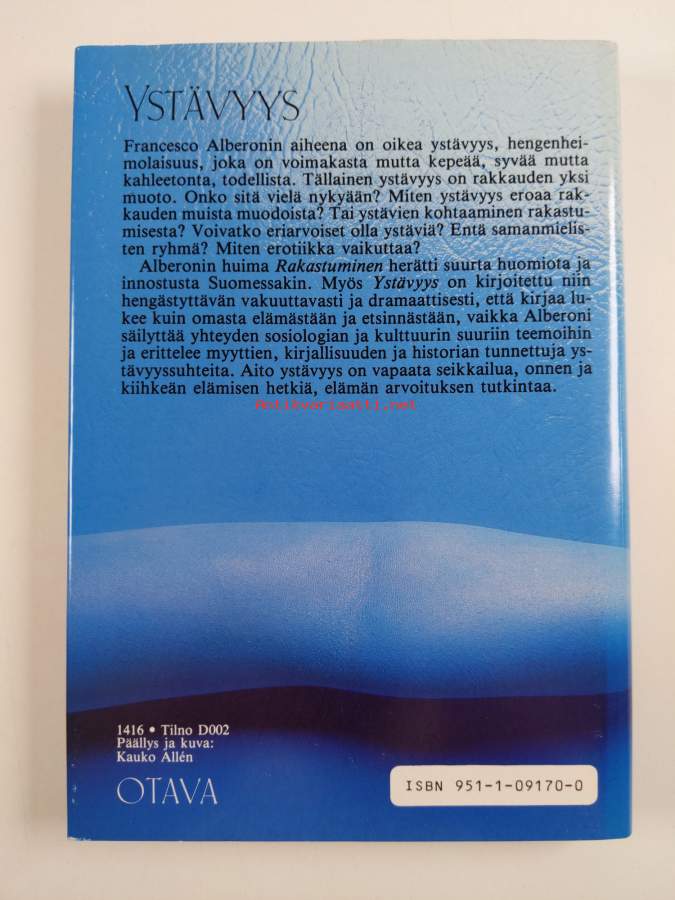 YSTÄVYYS
Francesco Alberonin aiheena on oikea ystävyys, hengenhei-
molaisuus, joka on voimakasta mutta kepeää, syvää mutta
kahleetonta, todellista. Tällainen ystävyys on rakkauden yksi
muoto. Onko sitä vielä nykyään? Miten ystävyys eroaa rak-
kauden muista muodoista? Tai ystävien kohtaaminen rakastu-
misesta? Voivatko eriarvoiset olla ystäviä? Entä samanmielis-
ten ryhmä? Miten erotiikka vaikuttaa?
Alberonin huima Rakastuminen herätti suurta huomiota ja
innostusta Suomessakin. Myös Ystävyys on kirjoitettu niin
hengästyttävän vakuuttavasti ja dramaattisesti, että kirjaa lu-
kee kuin omasta elämästään ja etsinnästään, vaikka Alberoni
säilyttää yhteyden sosiologian ja kulttuurin suuriin teemoihin
ja erittelee myyttien, kirjallisuuden ja historian tunnettuja ys-
tävyyssuhteita. Aito ystävyys on vapaata seikkailua, onnen ja
kiihkeän elämisen hetkiä, elämän arvoituksen tutkintaa.
Antikvariaatti.net
1416 • Tilno D002
Päällys ja kuva:
Kauko Allén
OTAVA
ISBN 951-1-09170-0